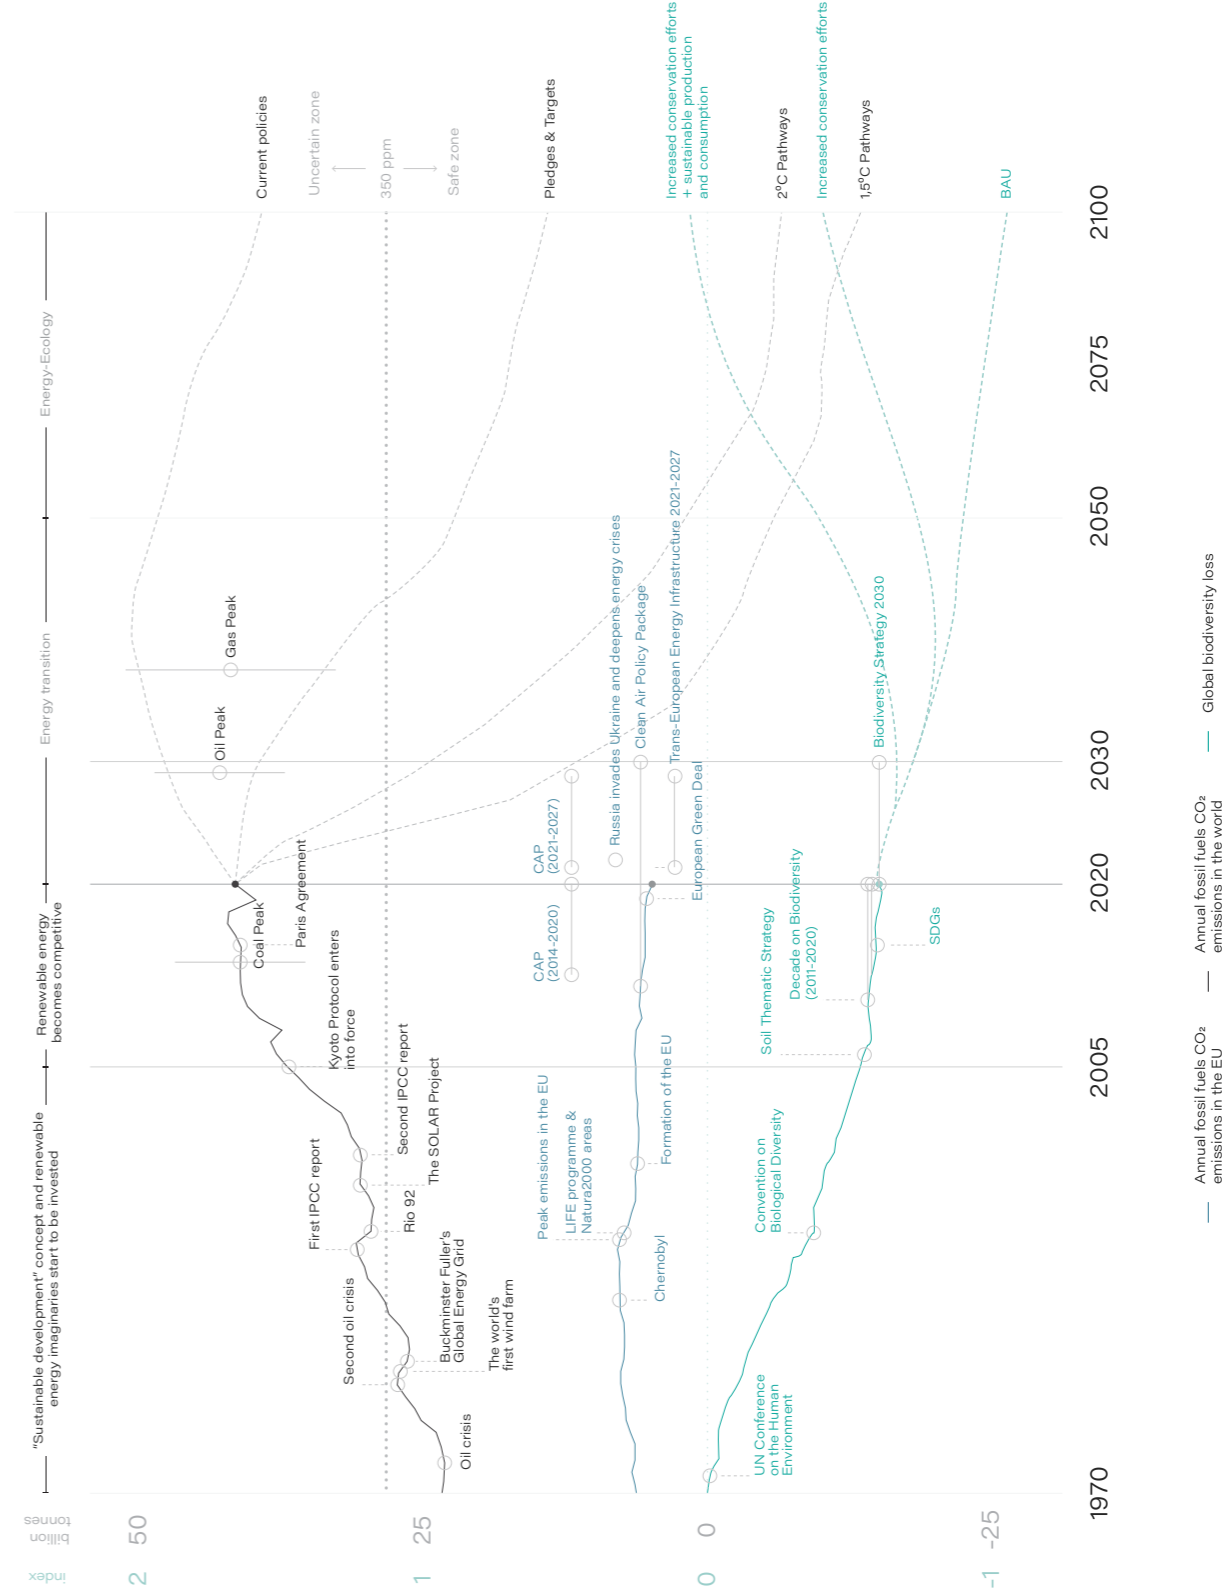 "Sustainable development" concept and renewable
energy imaginaries start to be invested
Renewable energy
becomes competitive
Energy transition
Energy-Ecology
billion
tonnes
index
50
2
25
1
0
0
-25
-1
Current policies
Uncertain zone
350 ppm
Safe zone
Pledges & Targets
Increased conservation efforts
+ sustainable production
and consumption
2ºC Pathways
Increased conservation efforts
1,5ºC Pathways
BAU
Oil Peak
Gas Peak
Coal Peak
Paris Agreement
Kyoto Protocol enters
into force
Second IPCC report
The SOLAR Project
First IPCC report
Rio 92
Second oil crisis
Buckminster Fuller's
Global Energy Grid
The world's
first wind farm
Oil crisis
CAP
(2014-2020)
CAP
(2021-2027)
Russia invades Ukraine and deepens energy crises
Clean Air Policy Package
Trans-European Energy Infrastructure 2021-2027
European Green Deal
Peak emissions in the EU
LIFE programme &
Natura2000 areas
Formation of the EU
Chernobyl
Soil Thematic Strategy
Decade on Biodiversity
(2011-2020)
Biodiversity Strategy 2030
SDGs
Convention on
Biological Diversity
UN Conference
on the Human
Environment
1970
2005
2020
2030
2050
2075
2100
Annual fossil fuels CO₂
emissions in the EU
Annual fossil fuels CO₂
emissions in the world
Global biodiversity loss